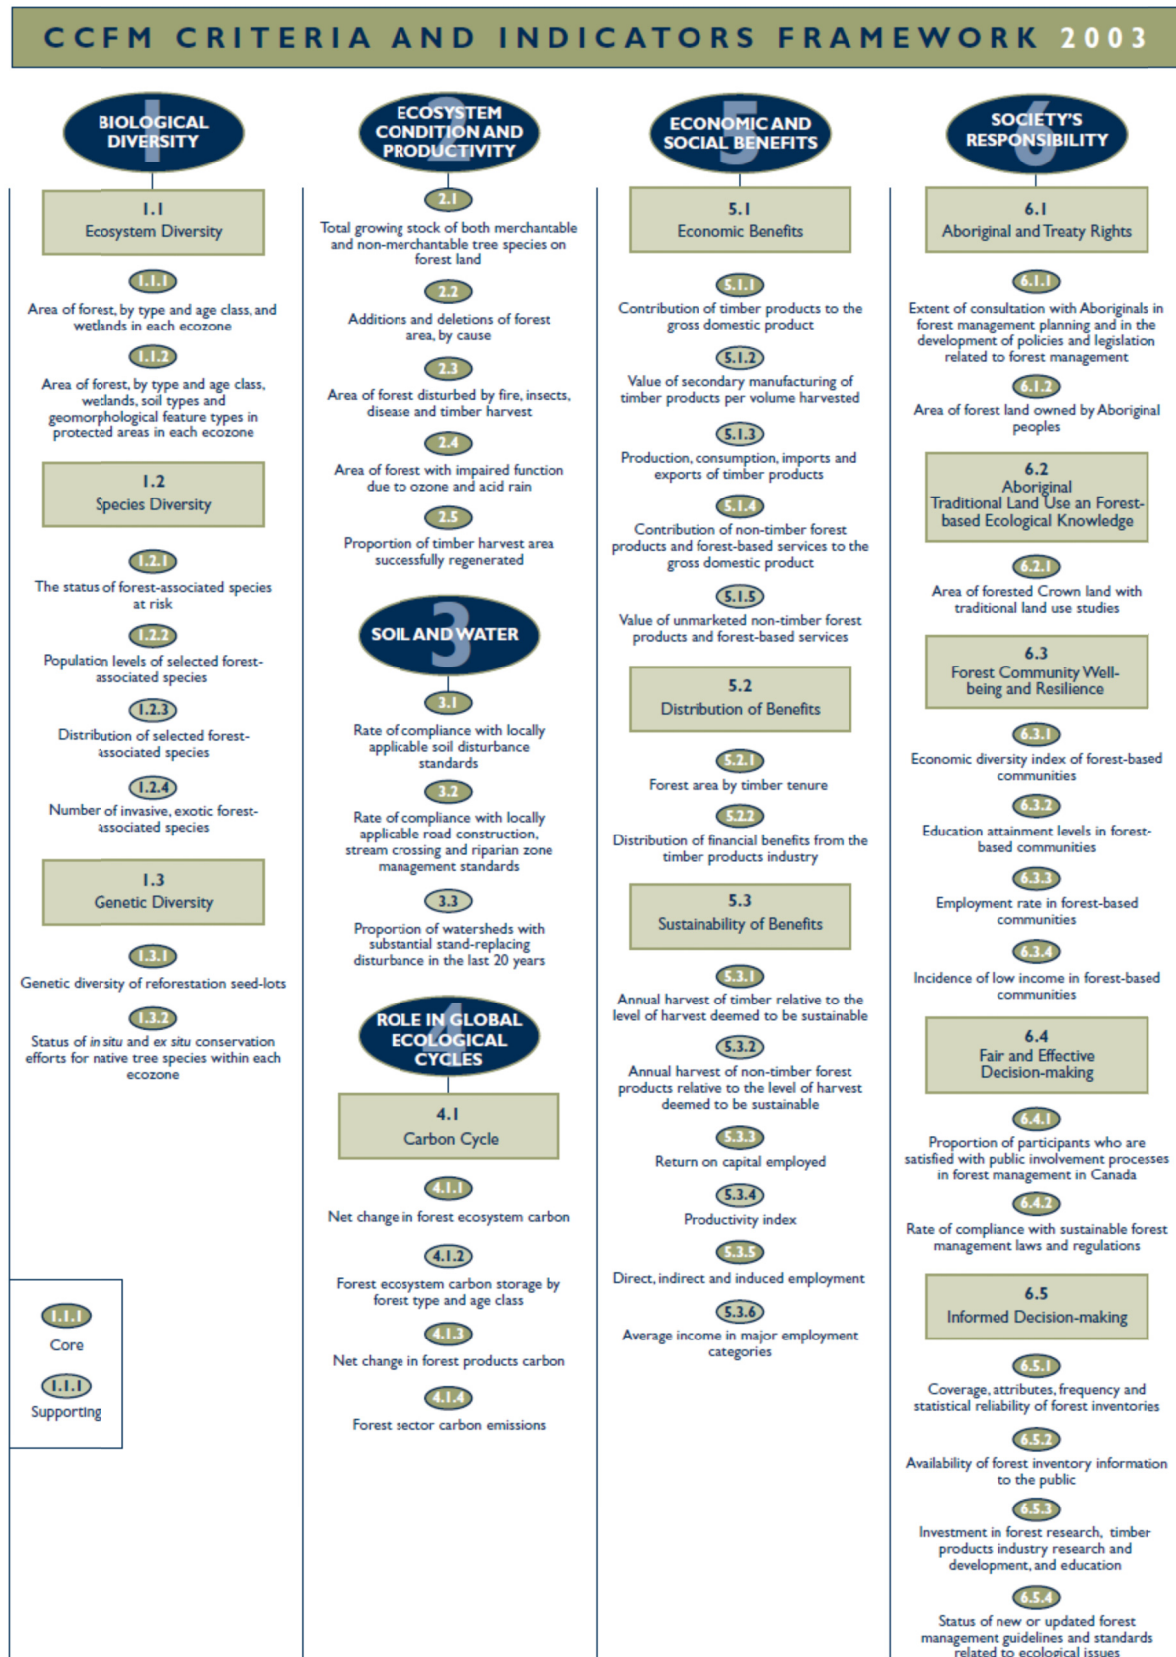 CCFM CRITERIA AND INDICATORS FRAMEWORK 2003
1
BIOLOGICAL
DIVERSITY
1.1
Ecosystem Diversity
1.1.1
Area of forest, by type and age class, and
wetlands in each ecozone
1.1.2
Area of forest, by type and age class,
wetlands, soil types and
geomorphological feature types in
protected areas in each ecozone
1.2
Species Diversity
1.2.1
The status of forest-associated species
at risk
1.2.2
Population levels of selected forest-
associated species
1.2.3
Distribution of selected forest-
associated species
1.2.4
Number of invasive, exotic forest-
associated species
1.3
Genetic Diversity
1.3.1
Genetic diversity of reforestation seed-lots
1.3.2
Status of in situ and ex situ conservation
efforts for native tree species within each
ecozone
1.1.1
Core
1.1.1
Supporting
2
ECOSYSTEM
CONDITION AND
PRODUCTIVITY
2.1
Total growing stock of both merchantable
and non-merchantable tree species on
forest land
2.2
Additions and deletions of forest
area, by cause
2.3
Area of forest disturbed by fire, insects,
disease and timber harvest
2.4
Area of forest with impaired function
due to ozone and acid rain
2.5
Proportion of timber harvest area
successfully regenerated
3
SOIL AND WATER
3.1
Rate of compliance with locally
applicable soil disturbance
standards
3.2
Rate of compliance with locally
applicable road construction,
stream crossing and riparian zone
management standards
3.3
Proportion of watersheds with
substantial stand-replacing
disturbance in the last 20 years
4
ROLE IN GLOBAL
ECOLOGICAL
CYCLES
4.1
Carbon Cycle
4.1.1
Net change in forest ecosystem carbon
4.1.2
Forest ecosystem carbon storage by
forest type and age class
4.1.3
Net change in forest products carbon
4.1.4
Forest sector carbon emissions
5
ECONOMIC AND
SOCIAL BENEFITS
5.1
Economic Benefits
5.1.1
Contribution of timber products to the
gross domestic product
5.1.2
Value of secondary manufacturing of
timber products per volume harvested
5.1.3
Production, consumption, imports and
exports of timber products
5.1.4
Contribution of non-timber forest
products and forest-based services to the
gross domestic product
5.1.5
Value of unmarketed non-timber forest
products and forest-based services
5.2
Distribution of Benefits
5.2.1
Forest area by timber tenure
5.2.2
Distribution of financial benefits from the
timber products industry
5.3
Sustainability of Benefits
5.3.1
Annual harvest of timber relative to the
level of harvest deemed to be sustainable
5.3.2
Annual harvest of non-timber forest
products relative to the level of harvest
deemed to be sustainable
5.3.3
Return on capital employed
5.3.4
Productivity index
5.3.5
Direct, indirect and induced employment
5.3.6
Average income in major employment
categories
6
SOCIETY'S
RESPONSIBILITY
6.1
Aboriginal and Treaty Rights
6.1.1
Extent of consultation with Aboriginals in
forest management planning and in the
development of policies and legislation
related to forest management
6.1.2
Area of forest land owned by Aboriginal
peoples
6.2
Aboriginal
Traditional Land Use an Forest-
based Ecological Knowledge
6.2.1
Area of forested Crown land with
traditional land use studies
6.3
Forest Community Well-
being and Resilience
6.3.1
Economic diversity index of forest-based
communities
6.3.2
Education attainment levels in forest-
based communities
6.3.3
Employment rate in forest-based
communities
6.3.4
Incidence of low income in forest-based
communities
6.4
Fair and Effective
Decision-making
6.4.1
Proportion of participants who are
satisfied with public involvement processes
in forest management in Canada
6.4.2
Rate of compliance with sustainable forest
management laws and regulations
6.5
Informed Decision-making
6.5.1
Coverage, attributes, frequency and
statistical reliability of forest inventories
6.5.2
Availability of forest inventory information
to the public
6.5.3
Investment in forest research, timber
products industry research and
development, and education
6.5.4
Status of new or updated forest
management guidelines and standards
related to ecological issues